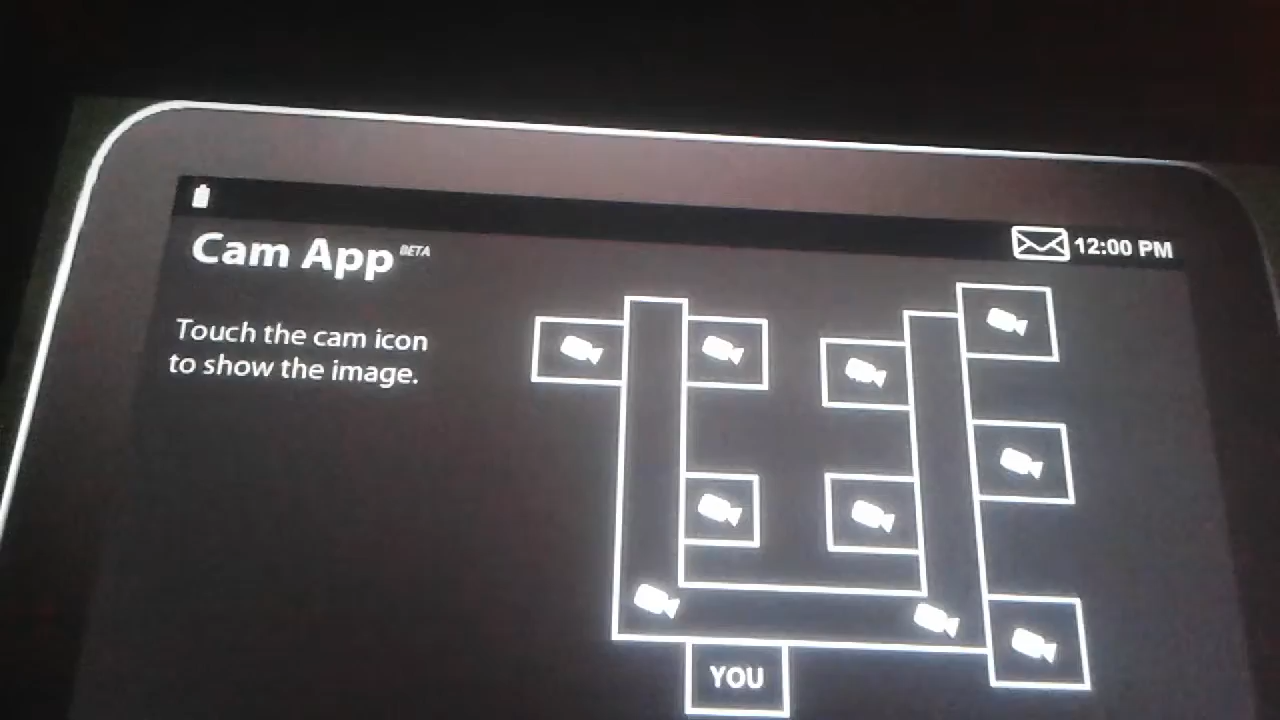 12:00 PM
Cam App BETA
Touch the cam icon
to show the image.
YOU